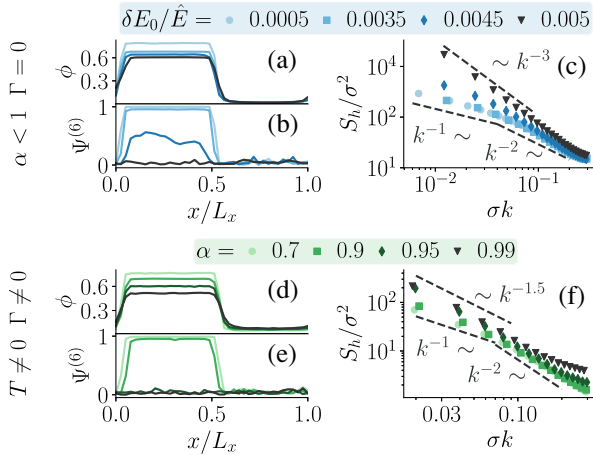 δE₀/Ê = 0.0005 0.0035 0.0045 0.005
α < 1 Γ = 0
ϕ
0.6
0.3
(a)
Ψ⁽⁶⁾
1
0
(b)
0.0 0.5 1.0
x/Lₓ
S_h/σ²
10⁴
10²
10¹
(c)
~ k⁻³
k⁻¹ ~
k⁻² ~
10⁻² 10⁻¹
σk
α = 0.7 0.9 0.95 0.99
T ≠ 0 Γ ≠ 0
ϕ
0.6
0.3
(d)
Ψ⁽⁶⁾
1
0
(e)
0.0 0.5 1.0
x/Lₓ
S_h/σ²
10²
10¹
(f)
~ k⁻¹·⁵
k⁻¹ ~
k⁻² ~
0.03 0.10
σk